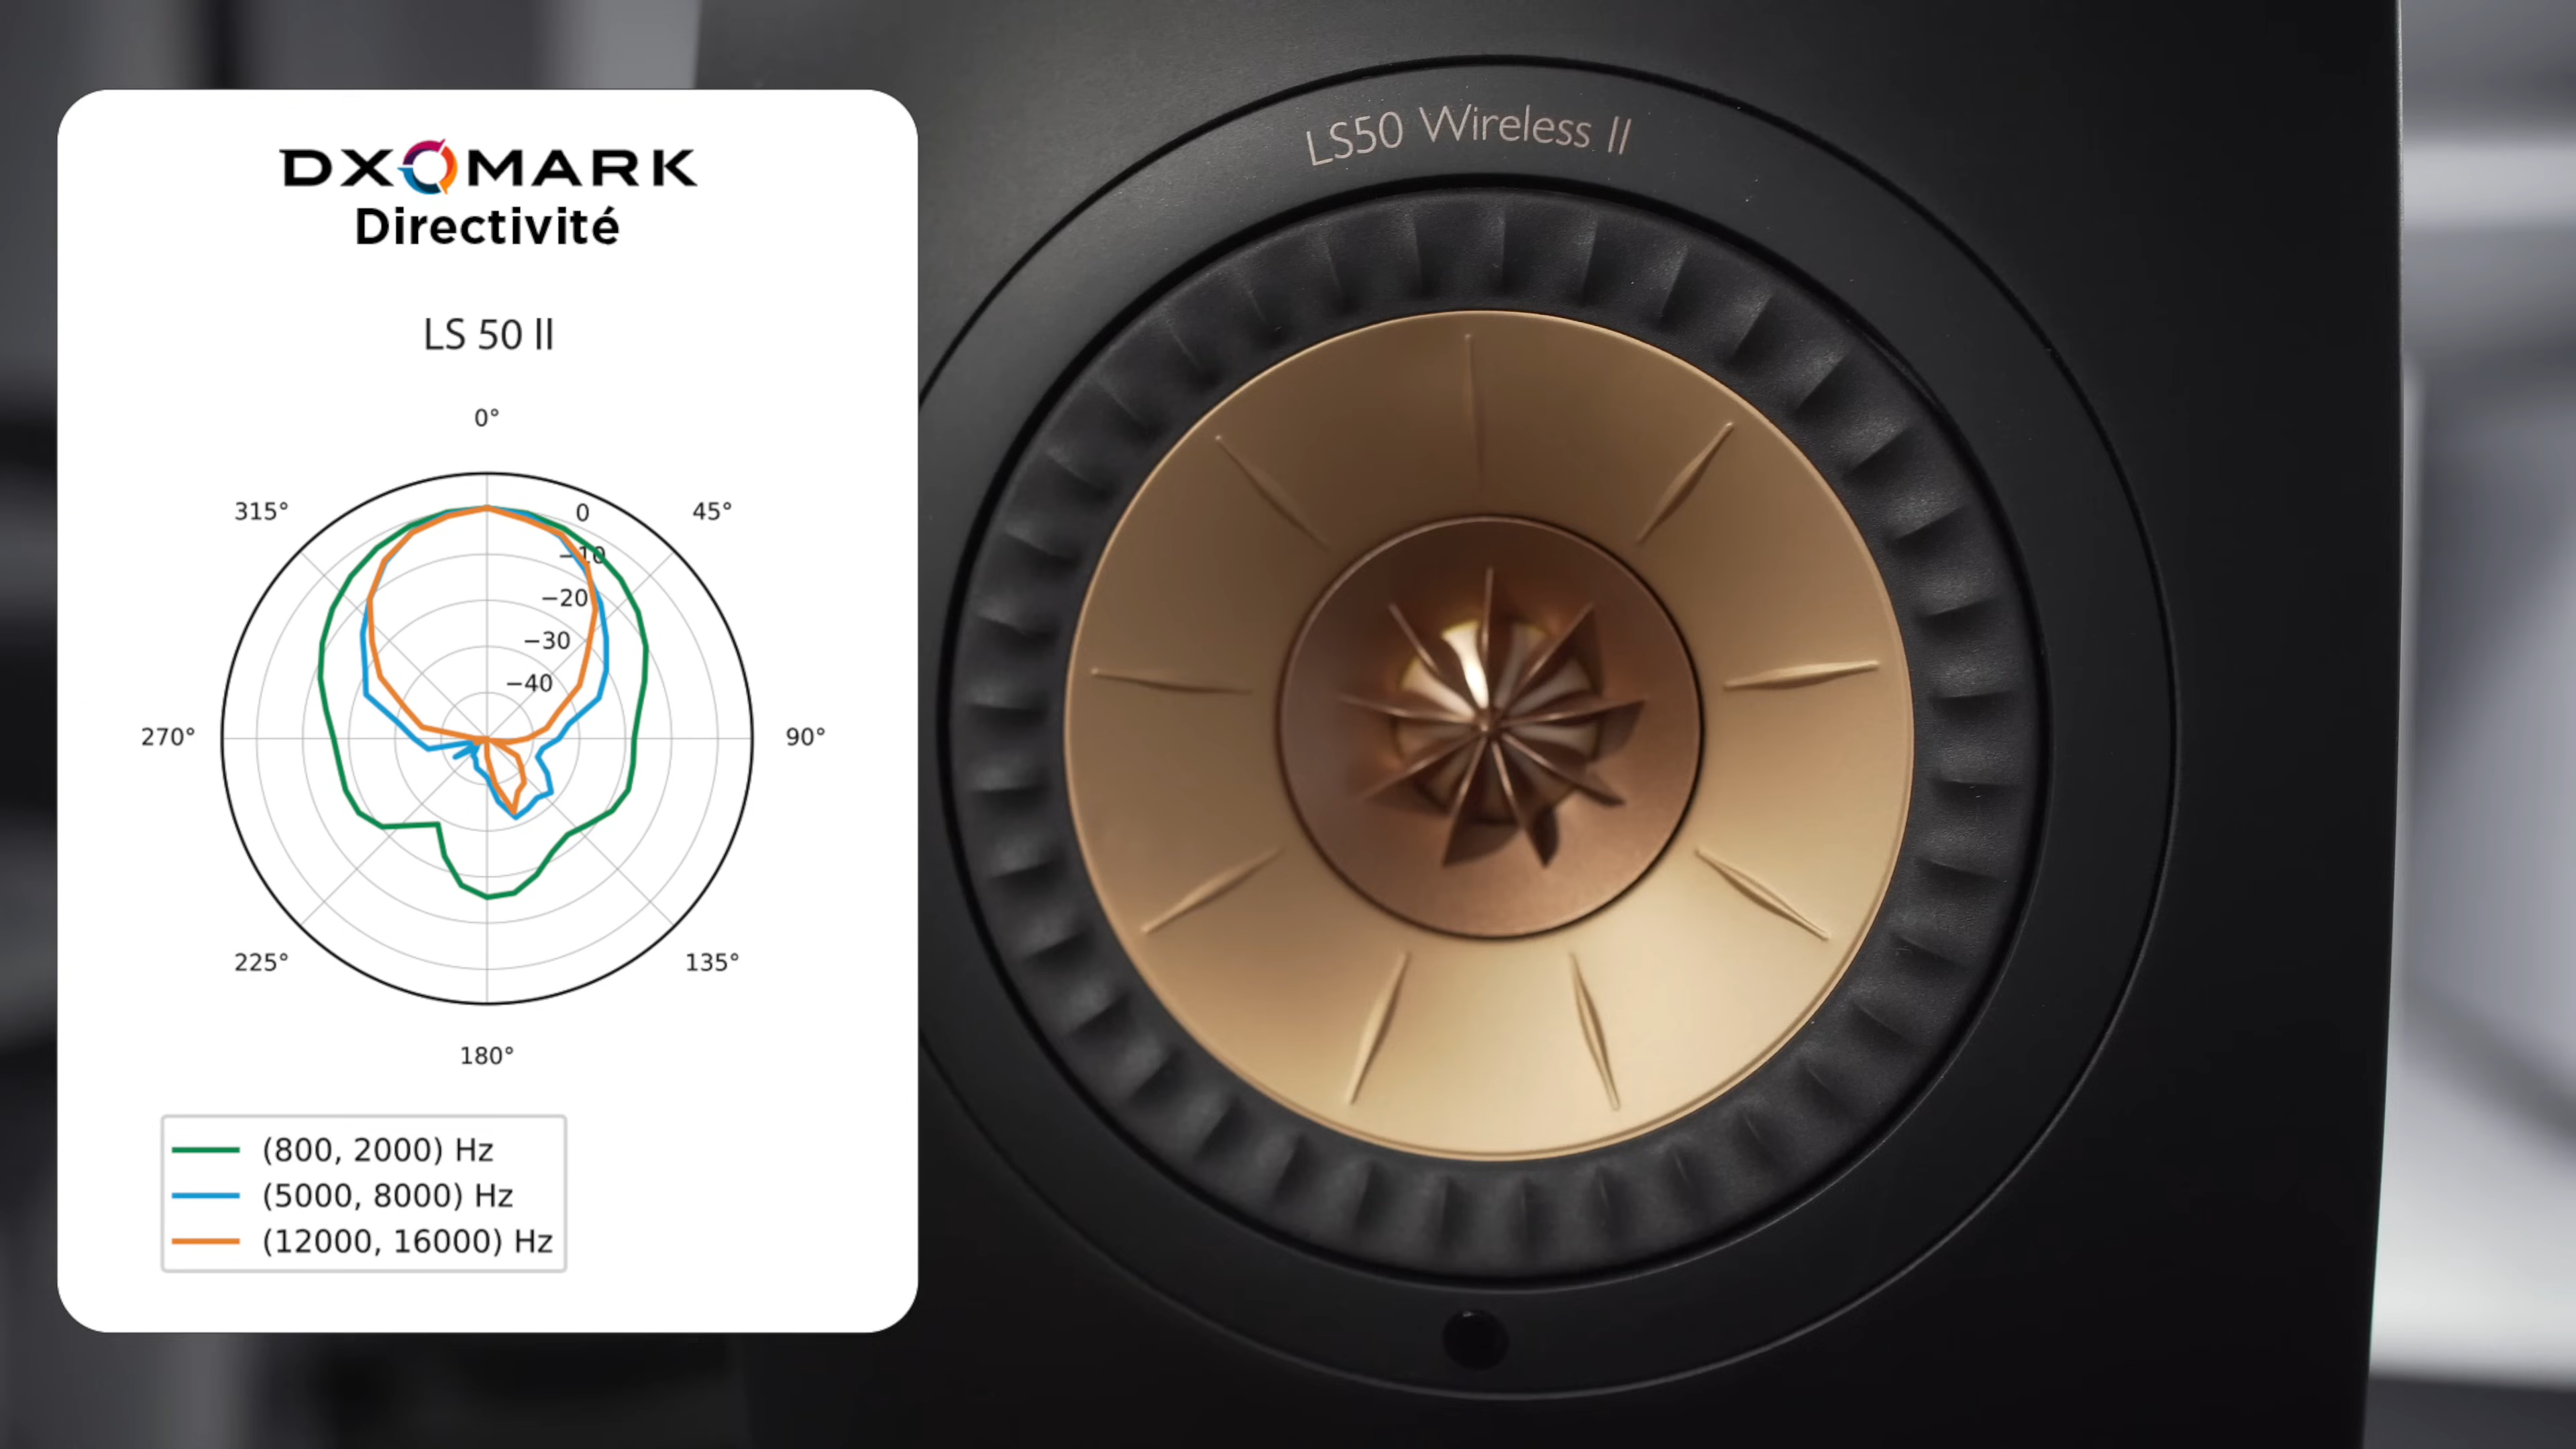 DXOMARK
Directivité
LS 50 II
0°
315°
45°
0
−10
−20
−30
−40
270°
90°
225°
135°
180°
(800, 2000) Hz
(5000, 8000) Hz
(12000, 16000) Hz
LS50 Wireless II